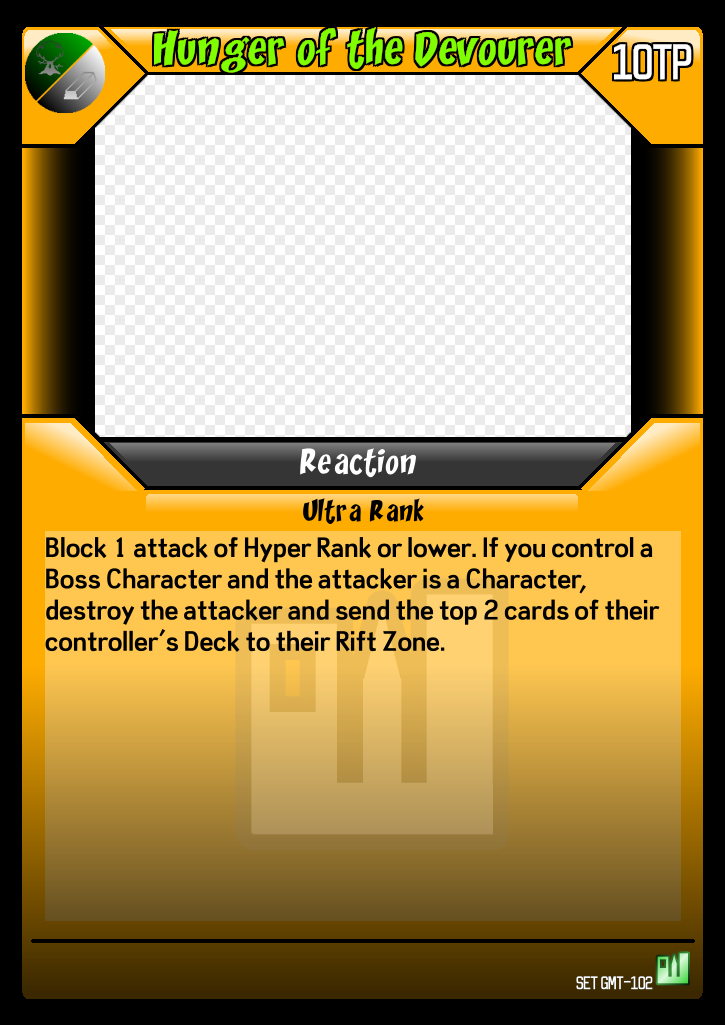 Hunger of the Devourer
10TP
Reaction
Ultra Rank
Block 1 attack of Hyper Rank or lower. If you control a
Boss Character and the attacker is a Character,
destroy the attacker and send the top 2 cards of their
controller's Deck to their Rift Zone.
SET GMT-102